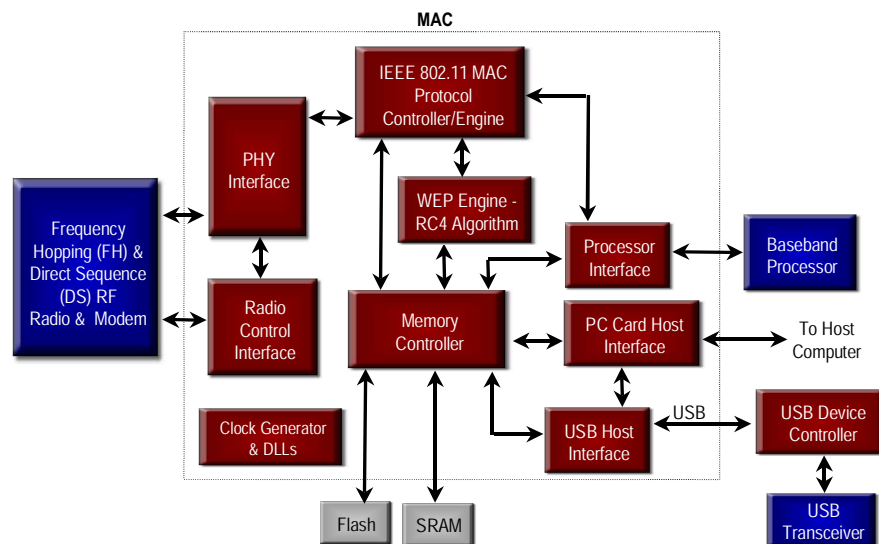 MAC
IEEE 802.11 MAC
Protocol
Controller/Engine
PHY
Interface
WEP Engine -
RC4 Algorithm
Frequency
Hopping (FH) &
Direct Sequence
(DS) RF
Radio & Modem
Processor
Interface
Baseband
Processor
Radio
Control
Interface
Memory
Controller
PC Card Host
Interface
To Host
Computer
Clock Generator
& DLLs
USB Host
Interface
USB
USB Device
Controller
Flash
SRAM
USB
Transceiver